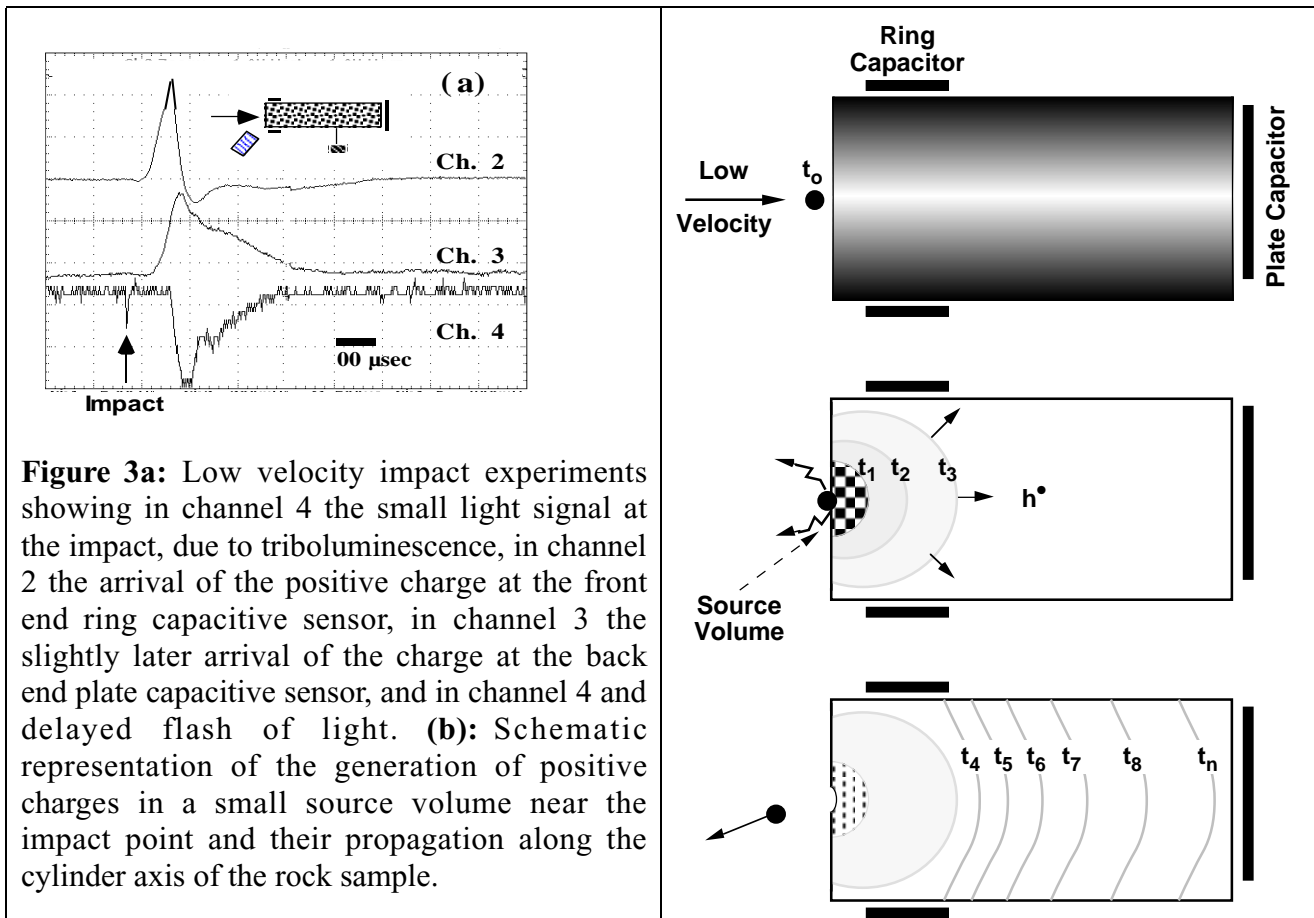 (a)
Ch. 2
Ch. 3
Ch. 4
00 µsec
Impact
Figure 3a: Low velocity impact experiments
showing in channel 4 the small light signal at
the impact, due to triboluminescence, in channel
2 the arrival of the positive charge at the front
end ring capacitive sensor, in channel 3 the
slightly later arrival of the charge at the back
end plate capacitive sensor, and in channel 4 and
delayed flash of light. (b): Schematic
representation of the generation of positive
charges in a small source volume near the
impact point and their propagation along the
cylinder axis of the rock sample.
Ring
Capacitor
Low
Velocity
to
Plate Capacitor
t1 t2 t3
h•
Source
Volume
t4 t5 t6 t7 t8 tn